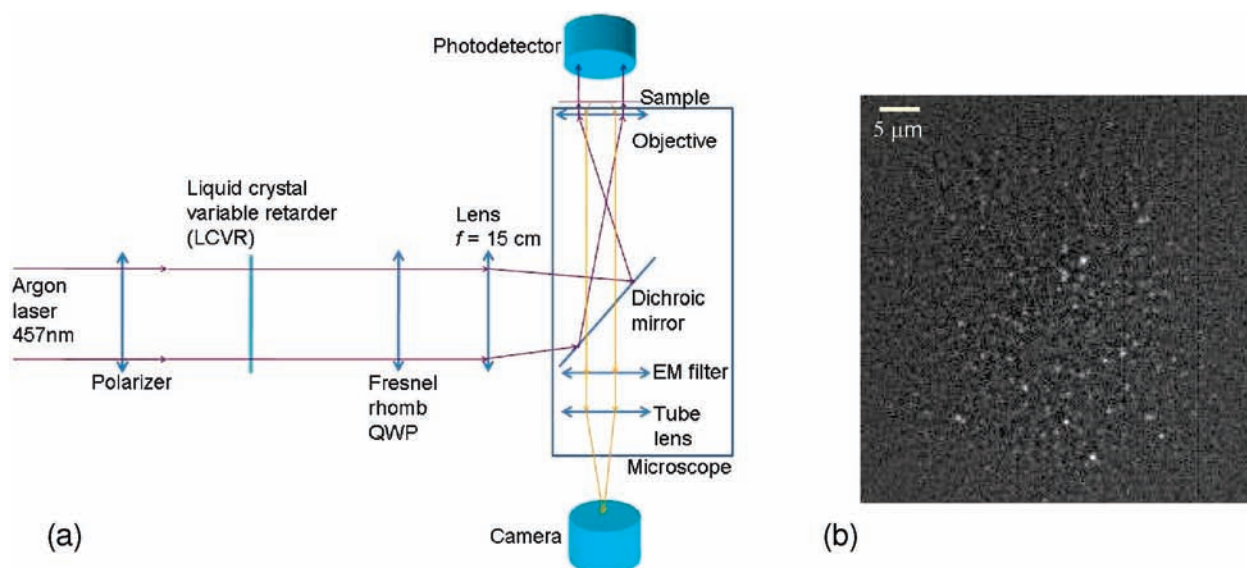 Photodetector
Sample
Objective
Liquid crystal
variable retarder
(LCVR)
Lens
f = 15 cm
Argon
laser
457nm
Dichroic
mirror
Polarizer
Fresnel
rhomb
QWP
EM filter
Tube
lens
Microscope
Camera
(a)
5 μm
(b)